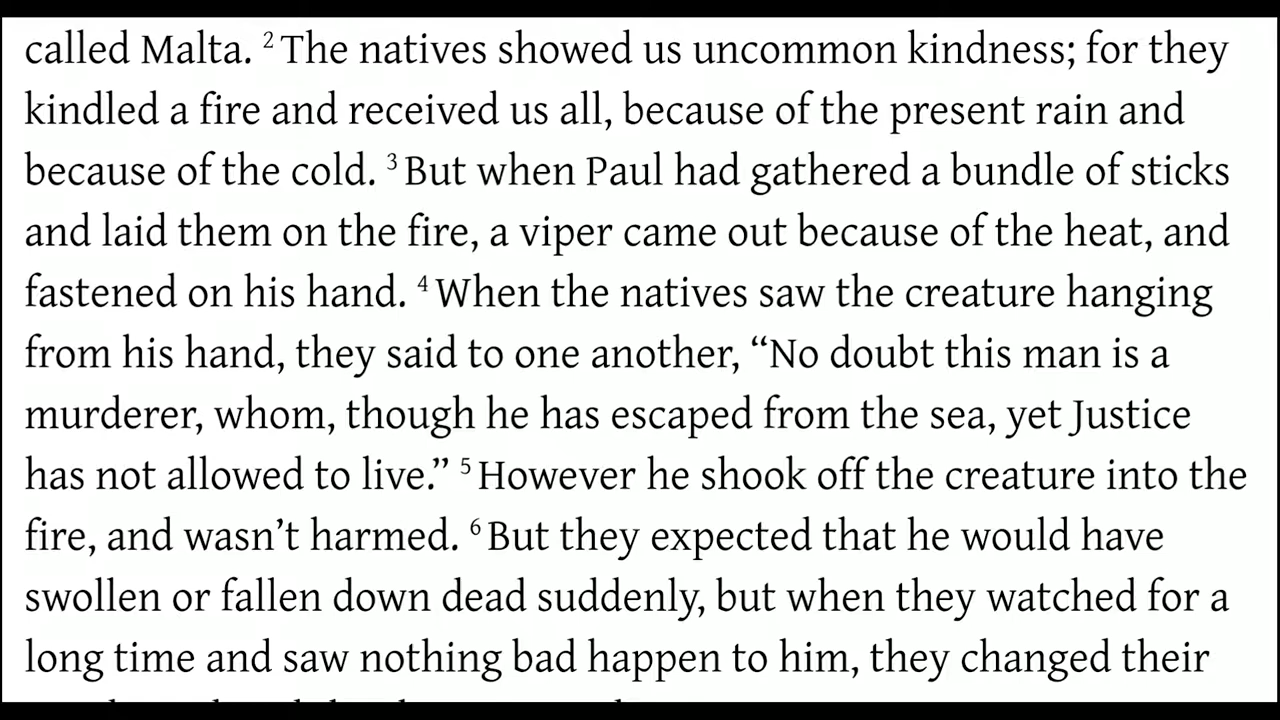 called Malta. 2 The natives showed us uncommon kindness; for they
kindled a fire and received us all, because of the present rain and
because of the cold. 3 But when Paul had gathered a bundle of sticks
and laid them on the fire, a viper came out because of the heat, and
fastened on his hand. 4 When the natives saw the creature hanging
from his hand, they said to one another, “No doubt this man is a
murderer, whom, though he has escaped from the sea, yet Justice
has not allowed to live.” 5 However he shook off the creature into the
fire, and wasn’t harmed. 6 But they expected that he would have
swollen or fallen down dead suddenly, but when they watched for a
long time and saw nothing bad happen to him, they changed their